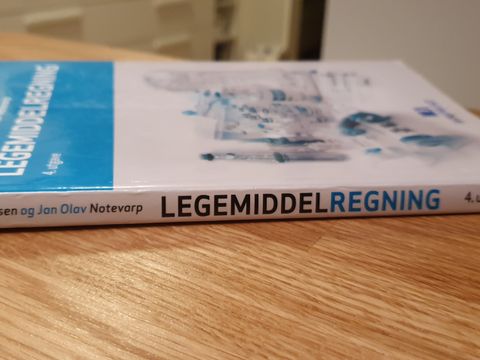 LEGEMIDDELREGNING
4. utgave
sen og Jan Olav Notevarp LEGEMIDDELREGNING 4. u